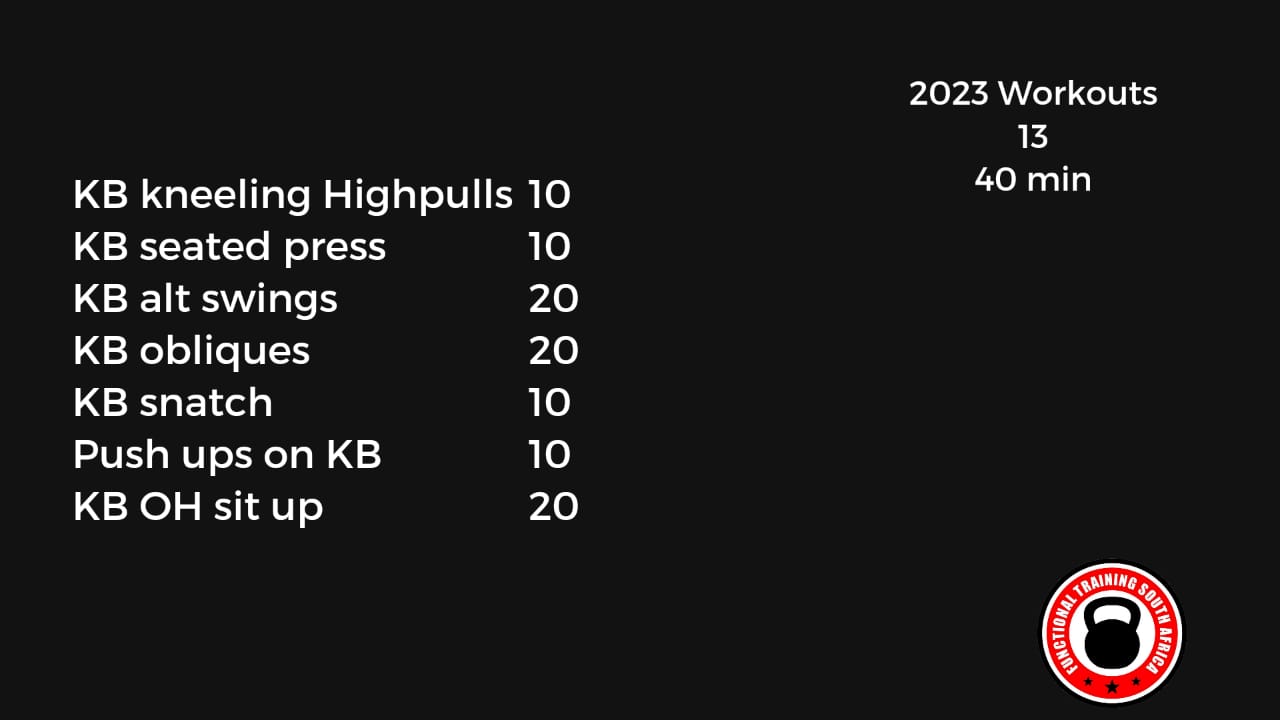 2023 Workouts
13
40 min
KB kneeling Highpulls 10
KB seated press 10
KB alt swings 20
KB obliques 20
KB snatch 10
Push ups on KB 10
KB OH sit up 20
FUNCTIONAL TRAINING SOUTH AFRICA